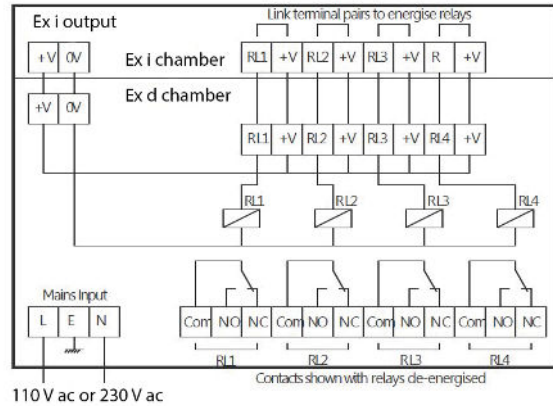 Ex i output
Link terminal pairs to energise relays
+V 0V
Ex i chamber
RL1 +V RL2 +V RL3 +V R +V
Ex d chamber
+V 0V
RL1 +V RL2 +V RL3 +V RL4 +V
RL1 RL2 RL3 RL4
Mains Input
L E N
Com NO NC Com NO NC Com NO NC Com NO NC
RL1 RL2 RL3 RL4
Contacts shown with relays de-energised
110 V ac or 230 V ac